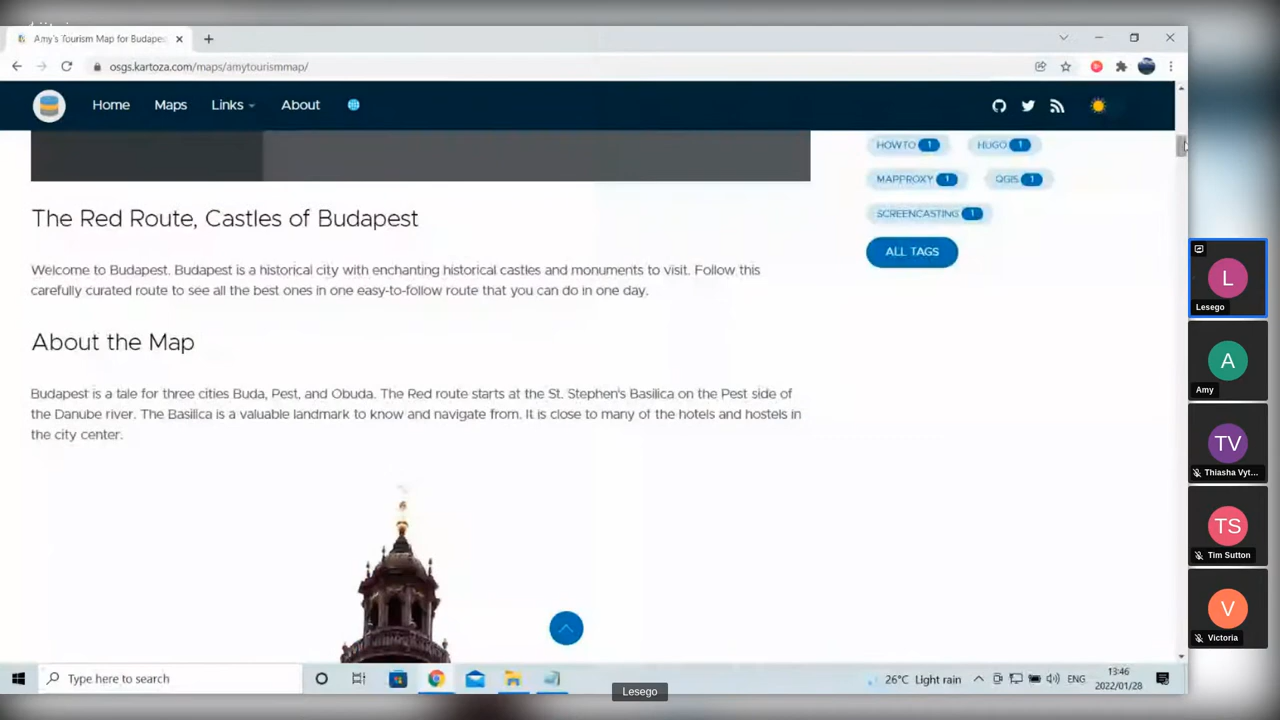 Amy's Tourism Map for Budape
osgs.kartoza.com/maps/amytourismmap/
Home Maps Links About
HOWTO 1 HUGO 1
MAPPROXY 1 QGIS 1
SCREENCASTING 1
ALL TAGS
The Red Route, Castles of Budapest
Welcome to Budapest. Budapest is a historical city with enchanting historical castles and monuments to visit. Follow this
carefully curated route to see all the best ones in one easy-to-follow route that you can do in one day.
About the Map
Budapest is a tale for three cities Buda, Pest, and Obuda. The Red route starts at the St. Stephen's Basilica on the Pest side of
the Danube river. The Basilica is a valuable landmark to know and navigate from. It is close to many of the hotels and hostels in
the city center.
L
Lesego
A
Amy
TV
Thiasha Vyt...
TS
Tim Sutton
V
Victoria
Type here to search
26°C Light rain
ENG
13:46
2022/01/28
Lesego